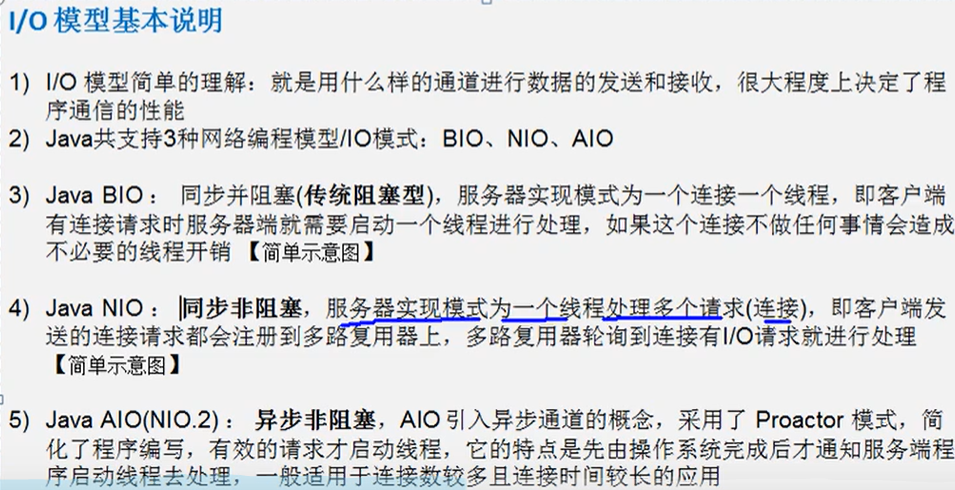 I/O 模型基本说明
1) I/O 模型简单的理解：就是用什么样的通道进行数据的发送和接收，很大程度上决定了程
序通信的性能
2) Java共支持3种网络编程模型/IO模式：BIO、NIO、AIO
3) Java BIO ： 同步并阻塞(传统阻塞型)，服务器实现模式为一个连接一个线程，即客户端
有连接请求时服务器端就需要启动一个线程进行处理，如果这个连接不做任何事情会造成
不必要的线程开销 【简单示意图】
4) Java NIO ： 同步非阻塞，服务器实现模式为一个线程处理多个请求(连接)，即客户端发
送的连接请求都会注册到多路复用器上，多路复用器轮询到连接有I/O请求就进行处理
【简单示意图】
5) Java AIO(NIO.2) ： 异步非阻塞，AIO 引入异步通道的概念，采用了 Proactor 模式，简
化了程序编写，有效的请求才启动线程，它的特点是先由操作系统完成后才通知服务端程
序启动线程去处理，一般适用于连接数较多且连接时间较长的应用